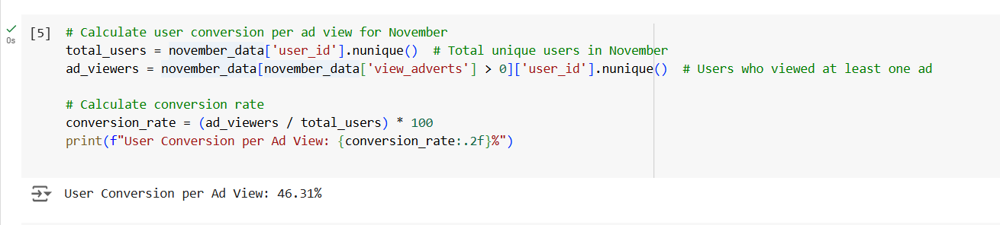 [5] # Calculate user conversion per ad view for November
0s
total_users = november_data['user_id'].nunique()  # Total unique users in November
ad_viewers = november_data[november_data['view_adverts'] > 0]['user_id'].nunique()  # Users who viewed at least one ad
# Calculate conversion rate
conversion_rate = (ad_viewers / total_users) * 100
print(f"User Conversion per Ad View: {conversion_rate:.2f}%")
User Conversion per Ad View: 46.31%